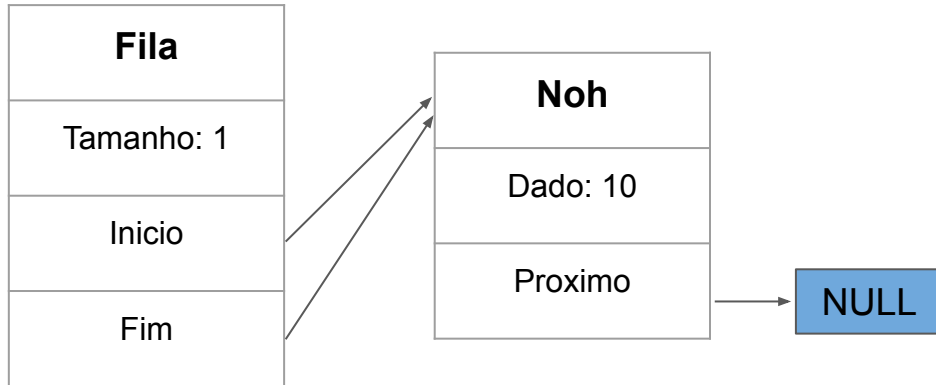 Fila
Tamanho: 1
Inicio
Fim
Noh
Dado: 10
Proximo
NULL